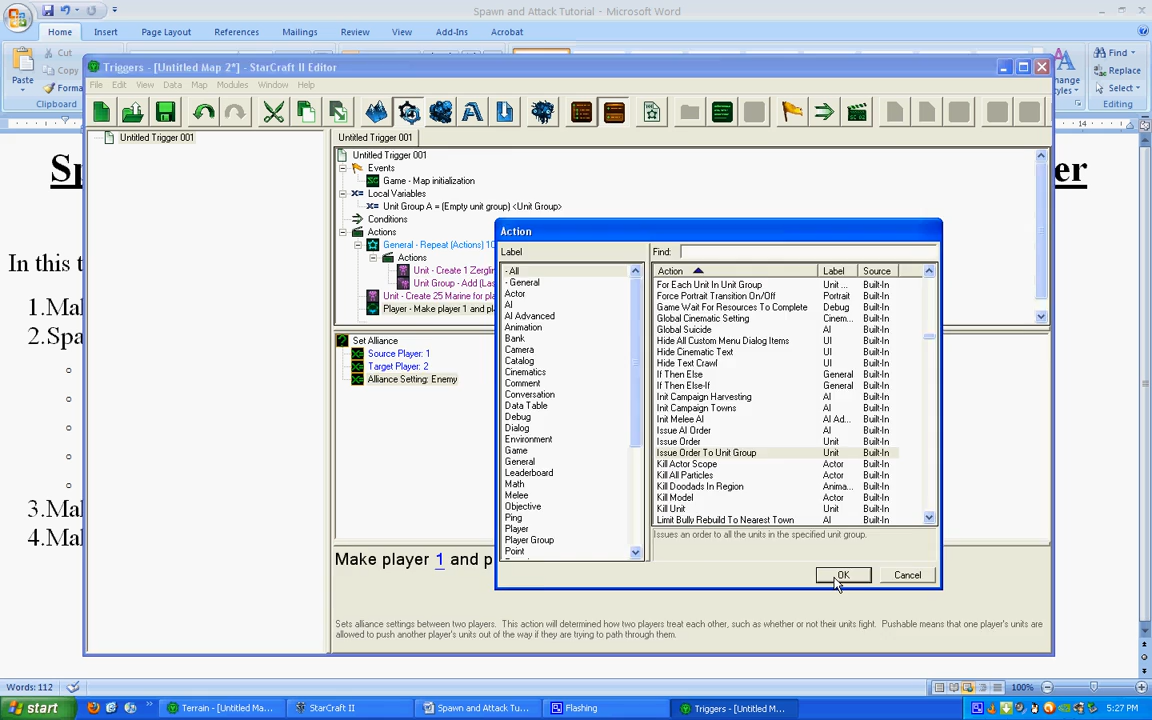 Spawn and Attack Tutorial - Microsoft Word
Home Insert Page Layout References Mailings Review View Add-Ins Acrobat
Cut
Copy
Paste
Clipboard
Find
Replace
Select
Editing
Triggers - [Untitled Map 2*] - StarCraft II Editor
File Edit View Data Map Modules Window Help
Untitled Trigger 001
Untitled Trigger 001
Untitled Trigger 001
Events
Game - Map initialization
Local Variables
Unit Group A = (Empty unit group) <Unit Group>
Conditions
Actions
General - Repeat (Actions) 10
Actions
Unit - Create 1 Zerglin
Unit Group - Add (Las
Unit - Create 25 Marine for pla
Player - Make player 1 and pl
Set Alliance
Source Player: 1
Target Player: 2
Alliance Setting: Enemy
Make player 1 and p
Sets alliance settings between two players. This action will determined how two players treat each other, such as whether or not their units fight. Pushable means that one player's units are
allowed to push another player's units out of the way if they are trying to path through them.
Action
Label
- All
- General
Actor
AI
AI Advanced
Animation
Bank
Camera
Catalog
Cinematics
Comment
Conversation
Data Table
Debug
Dialog
Environment
Game
General
Leaderboard
Math
Melee
Objective
Ping
Player
Player Group
Point
Find:
Action Label Source
For Each Unit In Unit Group Unit ... Built-In
Force Portrait Transition On/Off Portrait Built-In
Game Wait For Resources To Complete Debug Built-In
Global Cinematic Setting Cinem... Built-In
Global Suicide AI Built-In
Hide All Custom Menu Dialog Items UI Built-In
Hide Cinematic Text UI Built-In
Hide Text Crawl UI Built-In
If Then Else General Built-In
If Then Else-If General Built-In
Init Campaign Harvesting AI Built-In
Init Campaign Towns AI Built-In
Init Melee AI AI Ad... Built-In
Issue AI Order AI Built-In
Issue Order Unit Built-In
Issue Order To Unit Group Unit Built-In
Kill Actor Scope Actor Built-In
Kill All Particles Actor Built-In
Kill Doodads In Region Anima... Built-In
Kill Model Actor Built-In
Kill Unit Unit Built-In
Limit Bully Rebuild To Nearest Town AI Built-In
Issues an order to all the units in the specified unit group.
OK Cancel
Sp
er
In this t
1.Mal
2.Spa
3.Mal
4.Mal
14
Words: 112
100%
start
Terrain - [Untitled Ma...
StarCraft II
Spawn and Attack Tu...
Flashing
Triggers - [Untitled M...
5:27 PM